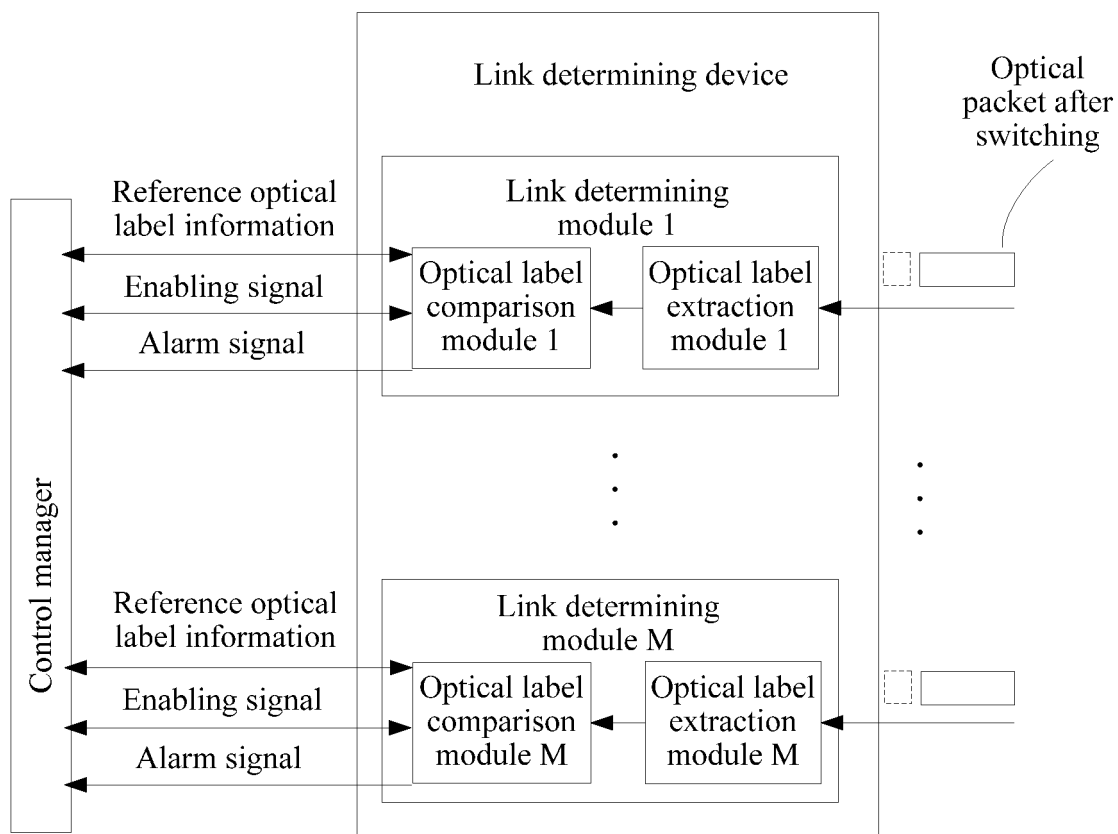 Link determining device
Optical
packet after
switching
Reference optical
label information
Enabling signal
Alarm signal
Link determining
module 1
Optical label
comparison
module 1
Optical label
extraction
module 1
Control manager
Reference optical
label information
Enabling signal
Alarm signal
Link determining
module M
Optical label
comparison
module M
Optical label
extraction
module M